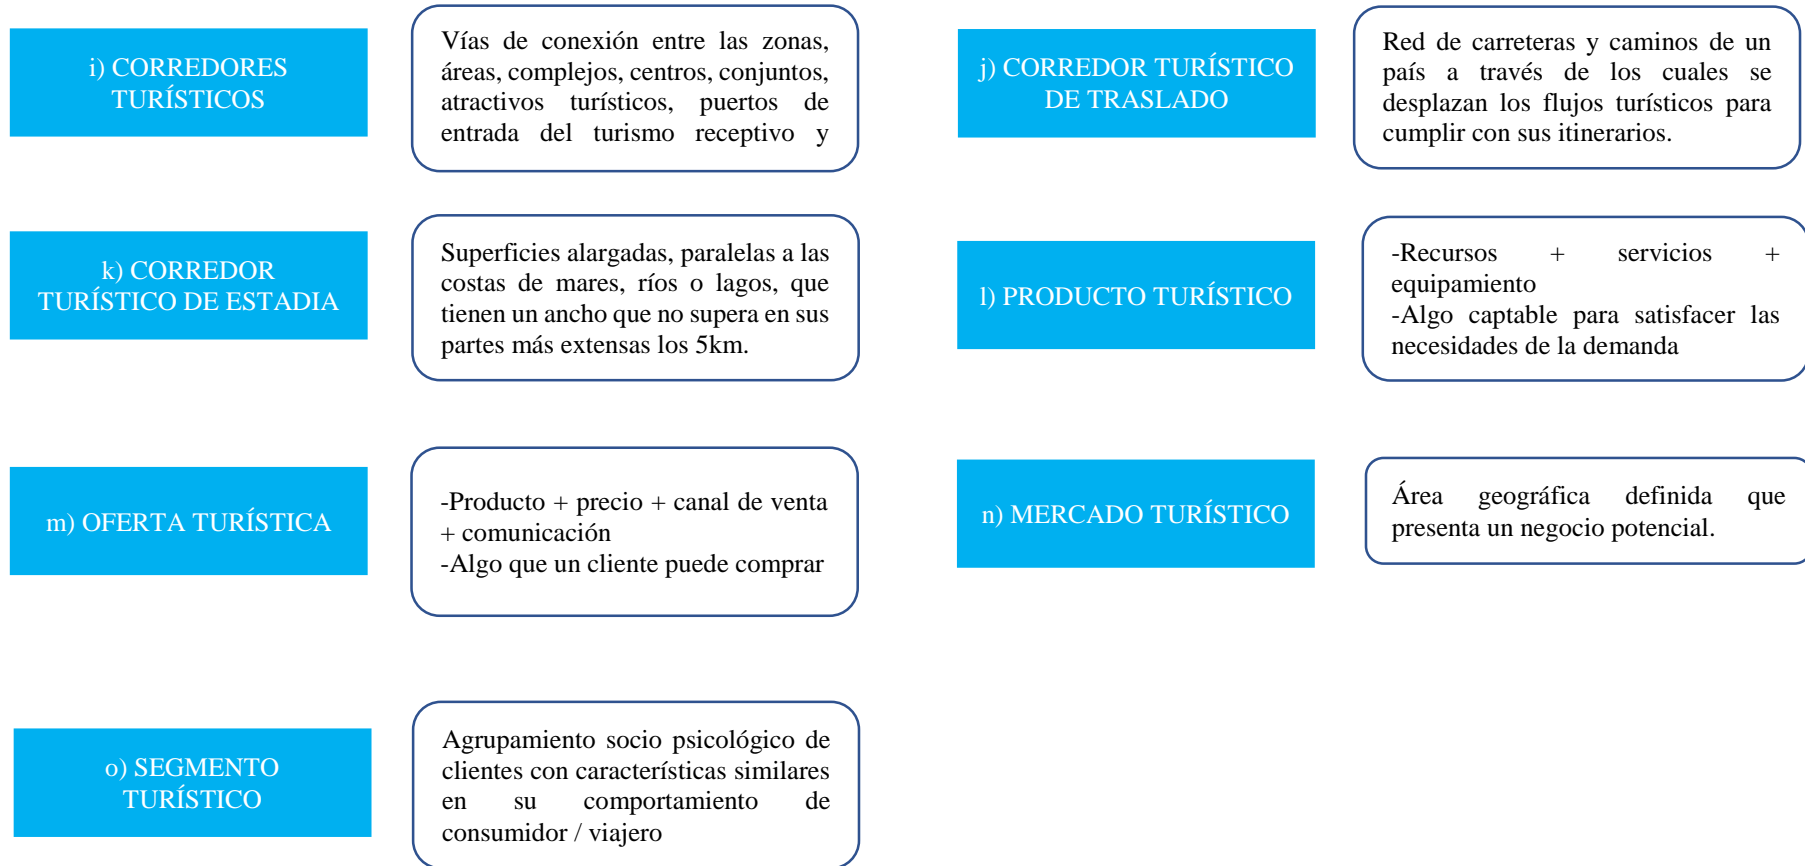 i) CORREDORES
TURÍSTICOS
Vías de conexión entre las zonas,
áreas, complejos, centros, conjuntos,
atractivos turísticos, puertos de
entrada del turismo receptivo y
j) CORREDOR TURÍSTICO
DE TRASLADO
Red de carreteras y caminos de un
país a través de los cuales se
desplazan los flujos turísticos para
cumplir con sus itinerarios.
k) CORREDOR
TURÍSTICO DE ESTADIA
Superficies alargadas, paralelas a las
costas de mares, ríos o lagos, que
tienen un ancho que no supera en sus
partes más extensas los 5km.
l) PRODUCTO TURÍSTICO
-Recursos + servicios +
equipamiento
-Algo captable para satisfacer las
necesidades de la demanda
m) OFERTA TURÍSTICA
-Producto + precio + canal de venta
+ comunicación
-Algo que un cliente puede comprar
n) MERCADO TURÍSTICO
Área geográfica definida que
presenta un negocio potencial.
o) SEGMENTO
TURÍSTICO
Agrupamiento socio psicológico de
clientes con características similares
en su comportamiento de
consumidor / viajero